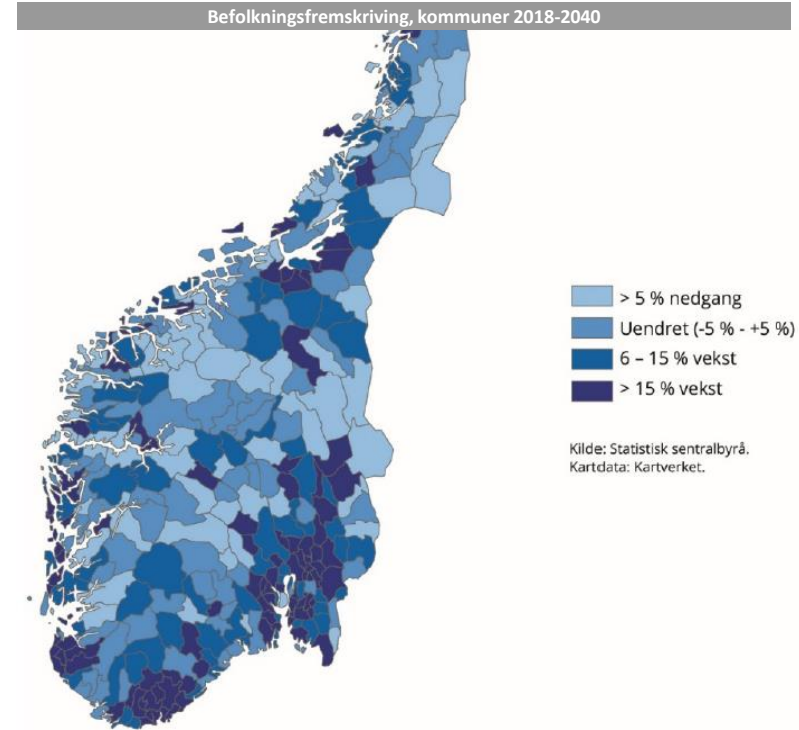 Befolkningsfremskriving, kommuner 2018-2040
> 5 % nedgang
Uendret (-5 % - +5 %)
6 – 15 % vekst
> 15 % vekst
Kilde: Statistisk sentralbyrå.
Kartdata: Kartverket.